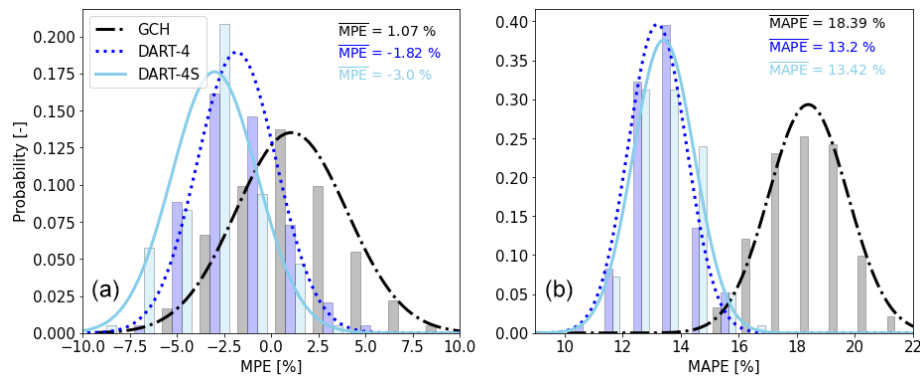 GCH
DART-4
DART-4S
MPE = 1.07 %
MPE = -1.82 %
MPE = -3.0 %
0.200
0.175
0.150
0.125
0.100
0.075
0.050
0.025
0.000
Probability [-]
(a)
−10.0 −7.5 −5.0 −2.5 0.0 2.5 5.0 7.5 10.0
MPE [%]
MAPE = 18.39 %
MAPE = 13.2 %
MAPE = 13.42 %
0.40
0.35
0.30
0.25
0.20
0.15
0.10
0.05
0.00
(b)
10 12 14 16 18 20 22
MAPE [%]